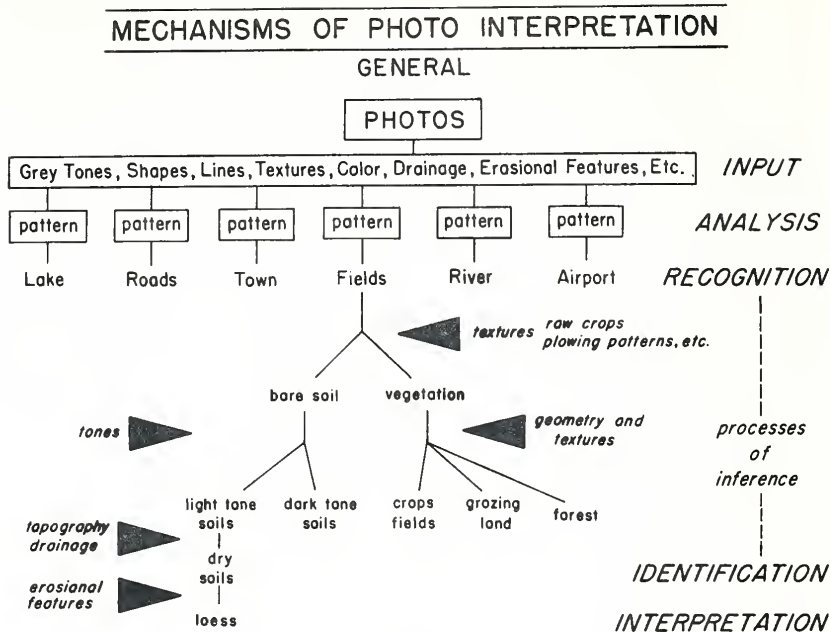 MECHANISMS OF PHOTO INTERPRETATION
GENERAL
PHOTOS
Grey Tones, Shapes, Lines, Textures, Color, Drainage, Erasional Features, Etc. INPUT
pattern pattern pattern pattern pattern pattern ANALYSIS
Lake Roads Town Fields River Airport RECOGNITION
textures raw crops
plowing patterns, etc.
bare soil vegetation
tones
geometry and
textures
processes
of
inference
light tone
soils
dark tone
soils
crops
fields
grozing
land
forest
tapography
drainage
dry
soils
erosional
features
loess
IDENTIFICATION
INTERPRETATION